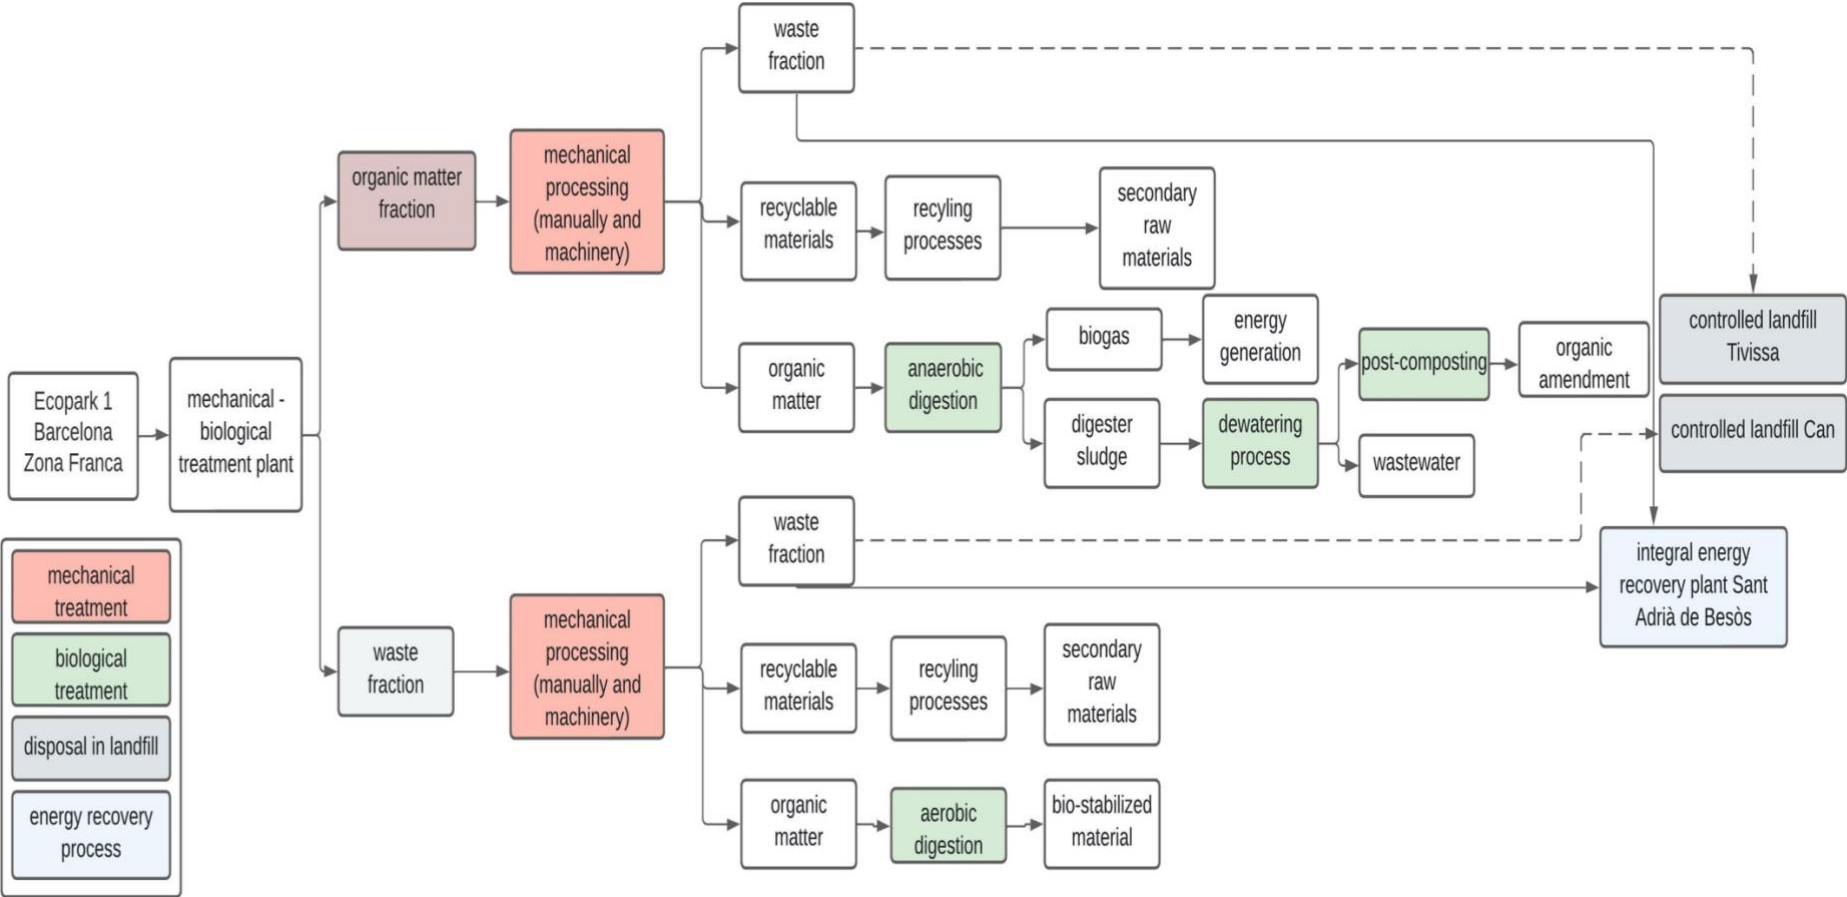 waste
fraction
organic matter
fraction
mechanical
processing
(manually and
machinery)
recyclable
materials
recyling
processes
secondary
raw
materials
organic
matter
anaerobic
digestion
biogas
energy
generation
digester
sludge
dewatering
process
post-composting
organic
amendment
wastewater
controlled landfill
Tivissa
controlled landfill Can
Ecopark 1
Barcelona
Zona Franca
mechanical -
biological
treatment plant
waste
fraction
integral energy
recovery plant Sant
Adrià de Besòs
waste
fraction
mechanical
processing
(manually and
machinery)
recyclable
materials
recyling
processes
secondary
raw
materials
organic
matter
aerobic
digestion
bio-stabilized
material
mechanical
treatment
biological
treatment
disposal in landfill
energy recovery
process